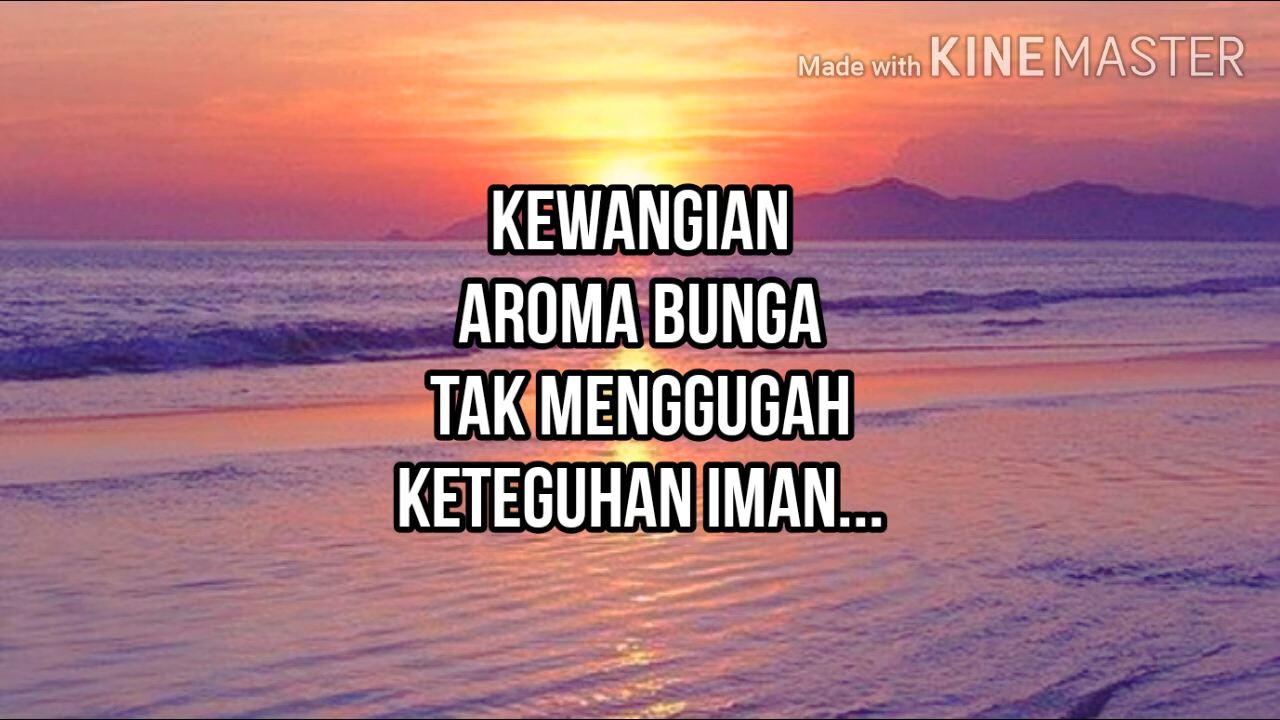 Made with KINEMASTER
KEWANGIAN
AROMA BUNGA
TAK MENGGUGAH
KETEGUHAN IMAN...